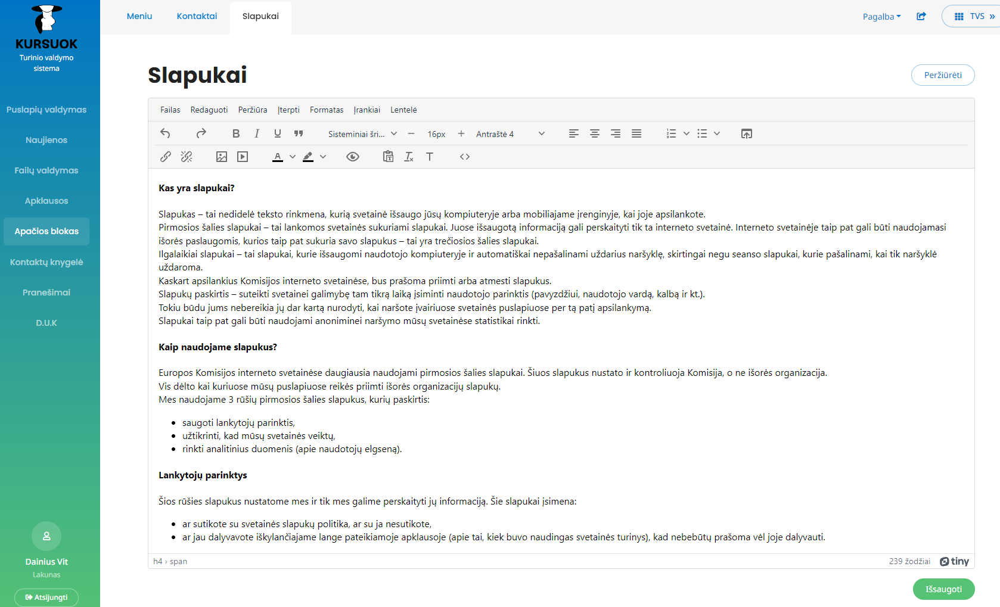 KURSUOK
Turinio valdymo
sistema
Puslapių valdymas
Naujienos
Failų valdymas
Apklausos
Apačios blokas
Kontaktų knygelė
Pranešimai
D.U.K
Dainius Vit
Lakunas
Atsijungti
Meniu
Kontaktai
Slapukai
Pagalba
TVS »
Slapukai
Peržiūrėti
Failas Redaguoti Peržiūra Įterpti Formatas Įrankiai Lentelė
B I U Sisteminiai šri... − 16px + Antraštė 4
Kas yra slapukai?
Slapukas – tai nedidelė teksto rinkmena, kurią svetainė išsaugo jūsų kompiuteryje arba mobiliajame įrenginyje, kai joje apsilankote.
Pirmosios šalies slapukai – tai lankomos svetainės sukuriami slapukai. Juose išsaugotą informaciją gali perskaityti tik ta interneto svetainė. Interneto svetainėje taip pat gali būti naudojamasi
išorės paslaugomis, kurios taip pat sukuria savo slapukus – tai yra trečiosios šalies slapukai.
Ilgalaikiai slapukai – tai slapukai, kurie išsaugomi naudotojo kompiuteryje ir automatiškai nepašalinami uždarius naršyklę, skirtingai negu seanso slapukai, kurie pašalinami, kai tik naršyklė
uždaroma.
Kaskart apsilankius Komisijos interneto svetainėse, bus prašoma priimti arba atmesti slapukus.
Slapukų paskirtis – suteikti svetainei galimybę tam tikrą laiką įsiminti naudotojo parinktis (pavyzdžiui, naudotojo vardą, kalbą ir kt.).
Tokiu būdu jums nebereikia jų dar kartą nurodyti, kai naršote įvairiuose svetainės puslapiuose per tą patį apsilankymą.
Slapukai taip pat gali būti naudojami anoniminei naršymo mūsų svetainėse statistikai rinkti.
Kaip naudojame slapukus?
Europos Komisijos interneto svetainėse daugiausia naudojami pirmosios šalies slapukai. Šiuos slapukus nustato ir kontroliuoja Komisija, o ne išorės organizacija.
Vis dėlto kai kuriuose mūsų puslapiuose reikės priimti išorės organizacijų slapukų.
Mes naudojame 3 rūšių pirmosios šalies slapukus, kurių paskirtis:
• saugoti lankytojų parinktis,
• užtikrinti, kad mūsų svetainės veiktų,
• rinkti analitinius duomenis (apie naudotojų elgseną).
Lankytojų parinktys
Šios rūšies slapukus nustatome mes ir tik mes galime perskaityti jų informaciją. Šie slapukai įsimena:
• ar sutikote su svetainės slapukų politika, ar su ja nesutikote,
• ar jau dalyvavote iškylančiajame lange pateikiamoje apklausoje (apie tai, kiek buvo naudingas svetainės turinys), kad nebebūtų prašoma vėl joje dalyvauti.
h4 › span
239 žodžiai
tiny
Išsaugoti